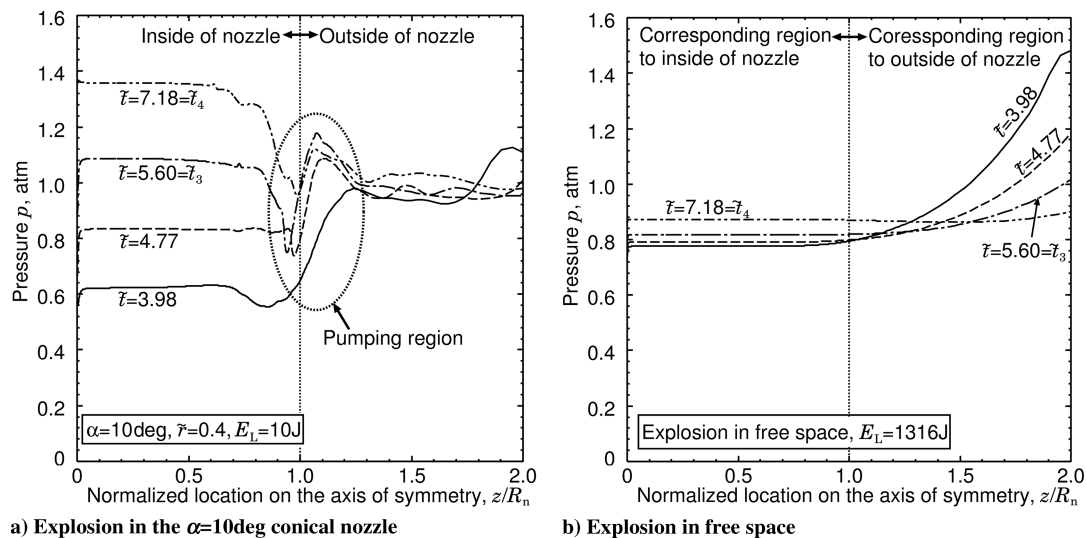 1.6
1.4
1.2
1.0
0.8
0.6
0.4
0.2
0
Pressure p, atm
Inside of nozzle
Outside of nozzle
t̃=7.18=t̃₄
t̃=5.60=t̃₃
t̃=4.77
t̃=3.98
Pumping region
α=10deg, r̃=0.4, E_L=10J
0 0.5 1.0 1.5 2.0
Normalized location on the axis of symmetry, z/Rₙ
a) Explosion in the α=10deg conical nozzle
1.6
1.4
1.2
1.0
0.8
0.6
0.4
0.2
0
Pressure p, atm
Corresponding region
to inside of nozzle
Coressponding region
to outside of nozzle
t̃=3.98
t̃=4.77
t̃=7.18=t̃₄
t̃=5.60=t̃₃
Explosion in free space, E_L=1316J
0 0.5 1.0 1.5 2.0
Normalized location on the axis of symmetry, z/Rₙ
b) Explosion in free space